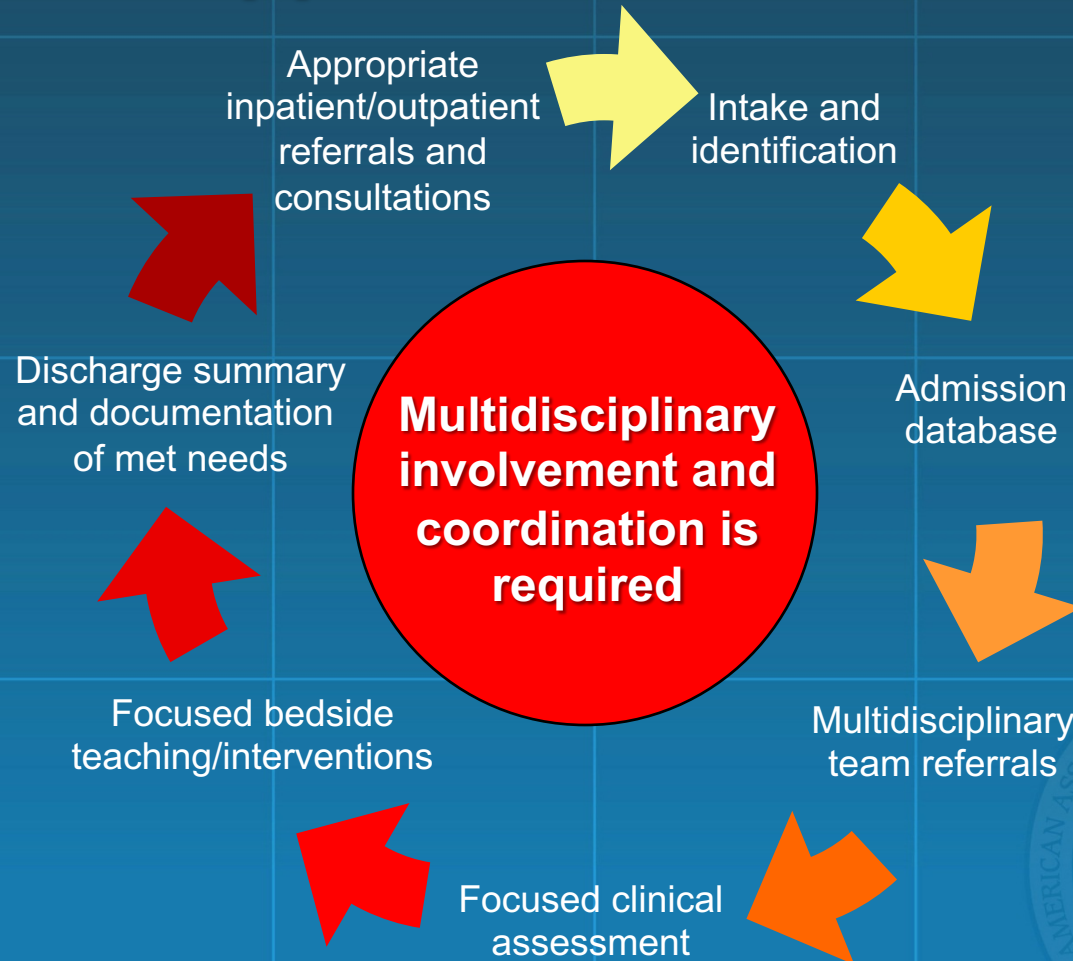 Appropriate
inpatient/outpatient
referrals and
consultations
Intake and
identification
Admission
database
Multidisciplinary
team referrals
Focused clinical
assessment
Focused bedside
teaching/interventions
Discharge summary
and documentation
of met needs
Multidisciplinary
involvement and
coordination is
required
AMERICAN